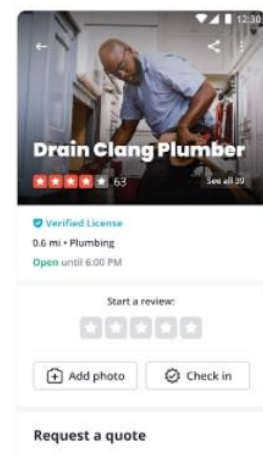 12:30
Drain Clang Plumber
63
See all 39
Verified License
0.6 mi • Plumbing
Open until 6:00 PM
Start a review:
Add photo
Check in
Request a quote